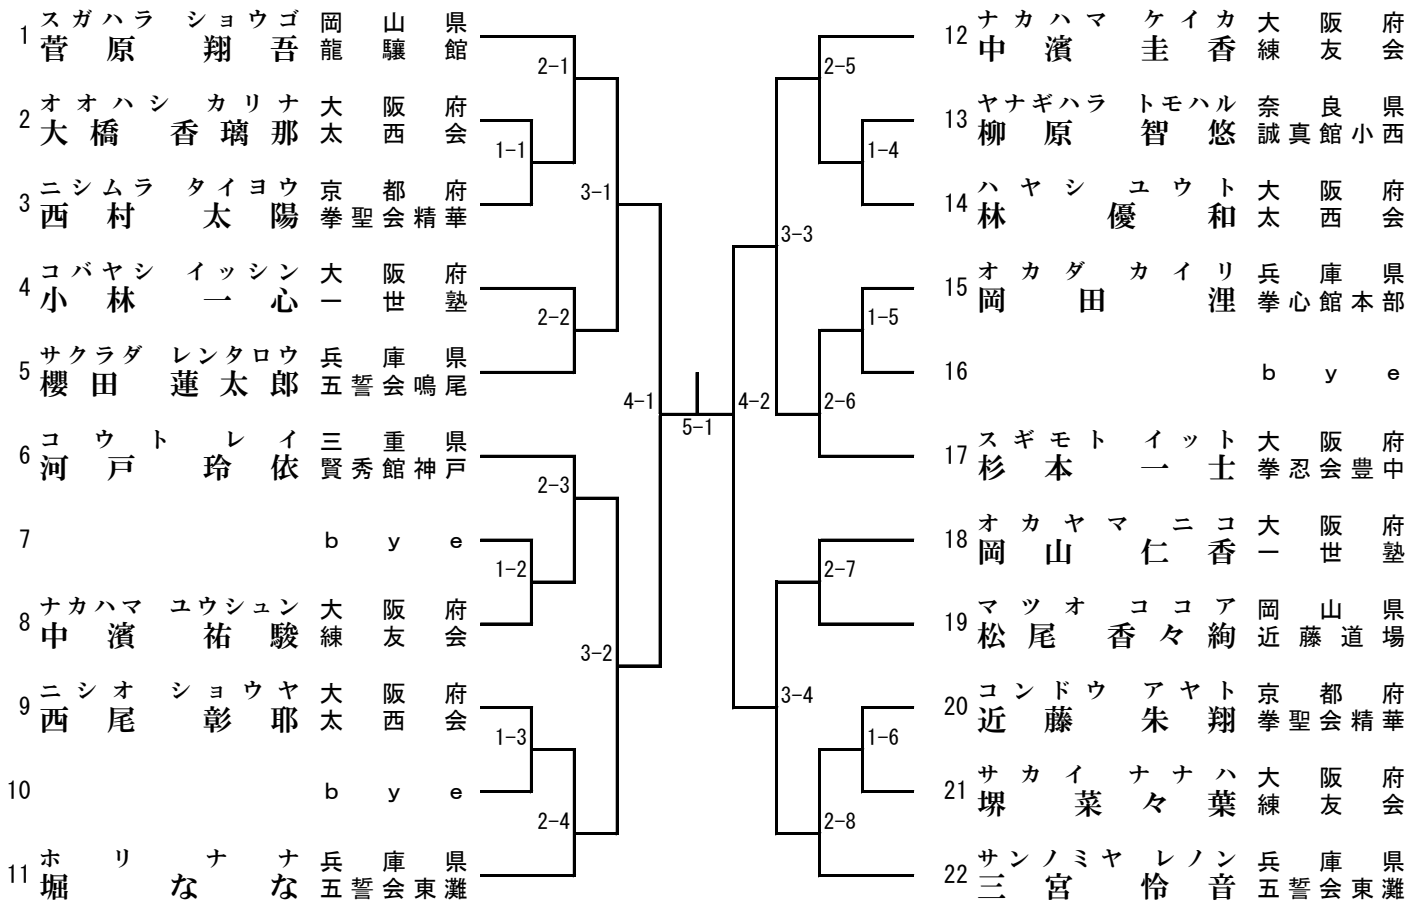 1 スガハラ ショウゴ 岡山県
菅原 翔吾 龍驤館
2-1
2 オオハシ カリナ 大阪府
大橋 香璃那 太西会
1-1
3 ニシムラ タイヨウ 京都府
西村 太陽 拳聖会精華
3-1
4 コバヤシ イッシン 大阪府
小林 一心 一世塾
2-2
5 サクラダ レンタロウ 兵庫県
櫻田 蓮太郎 五誓会鳴尾
4-1
6 コウト レイ 三重県
河戸 玲依 賢秀館神戸
2-3
7 bye
1-2
8 ナカハマ ユウシュン 大阪府
中濱 祐駿 練友会
3-2
9 ニシオ ショウヤ 大阪府
西尾 彰耶 太西会
1-3
10 bye
2-4
11 ホリ ナナ 兵庫県
堀 なな 五誓会東灘
5-1
12 ナカハマ ケイカ 大阪府
中濱 圭香 練友会
2-5
13 ヤナギハラ トモハル 奈良県
柳原 智悠 誠真館小西
1-4
14 ハヤシ ユウト 大阪府
林 優和 太西会
3-3
15 オカダ カイリ 兵庫県
岡田 浬 拳心館本部
1-5
16 bye
4-2
2-6
17 スギモト イット 大阪府
杉本 一士 拳忍会豊中
18 オカヤマ ニコ 大阪府
岡山 仁香 一世塾
2-7
19 マツオ ココア 岡山県
松尾 香々絢 近藤道場
3-4
20 コンドウ アヤト 京都府
近藤 朱翔 拳聖会精華
1-6
21 サカイ ナナハ 大阪府
堺 菜々葉 練友会
2-8
22 サンノミヤ レノン 兵庫県
三宮 怜音 五誓会東灘